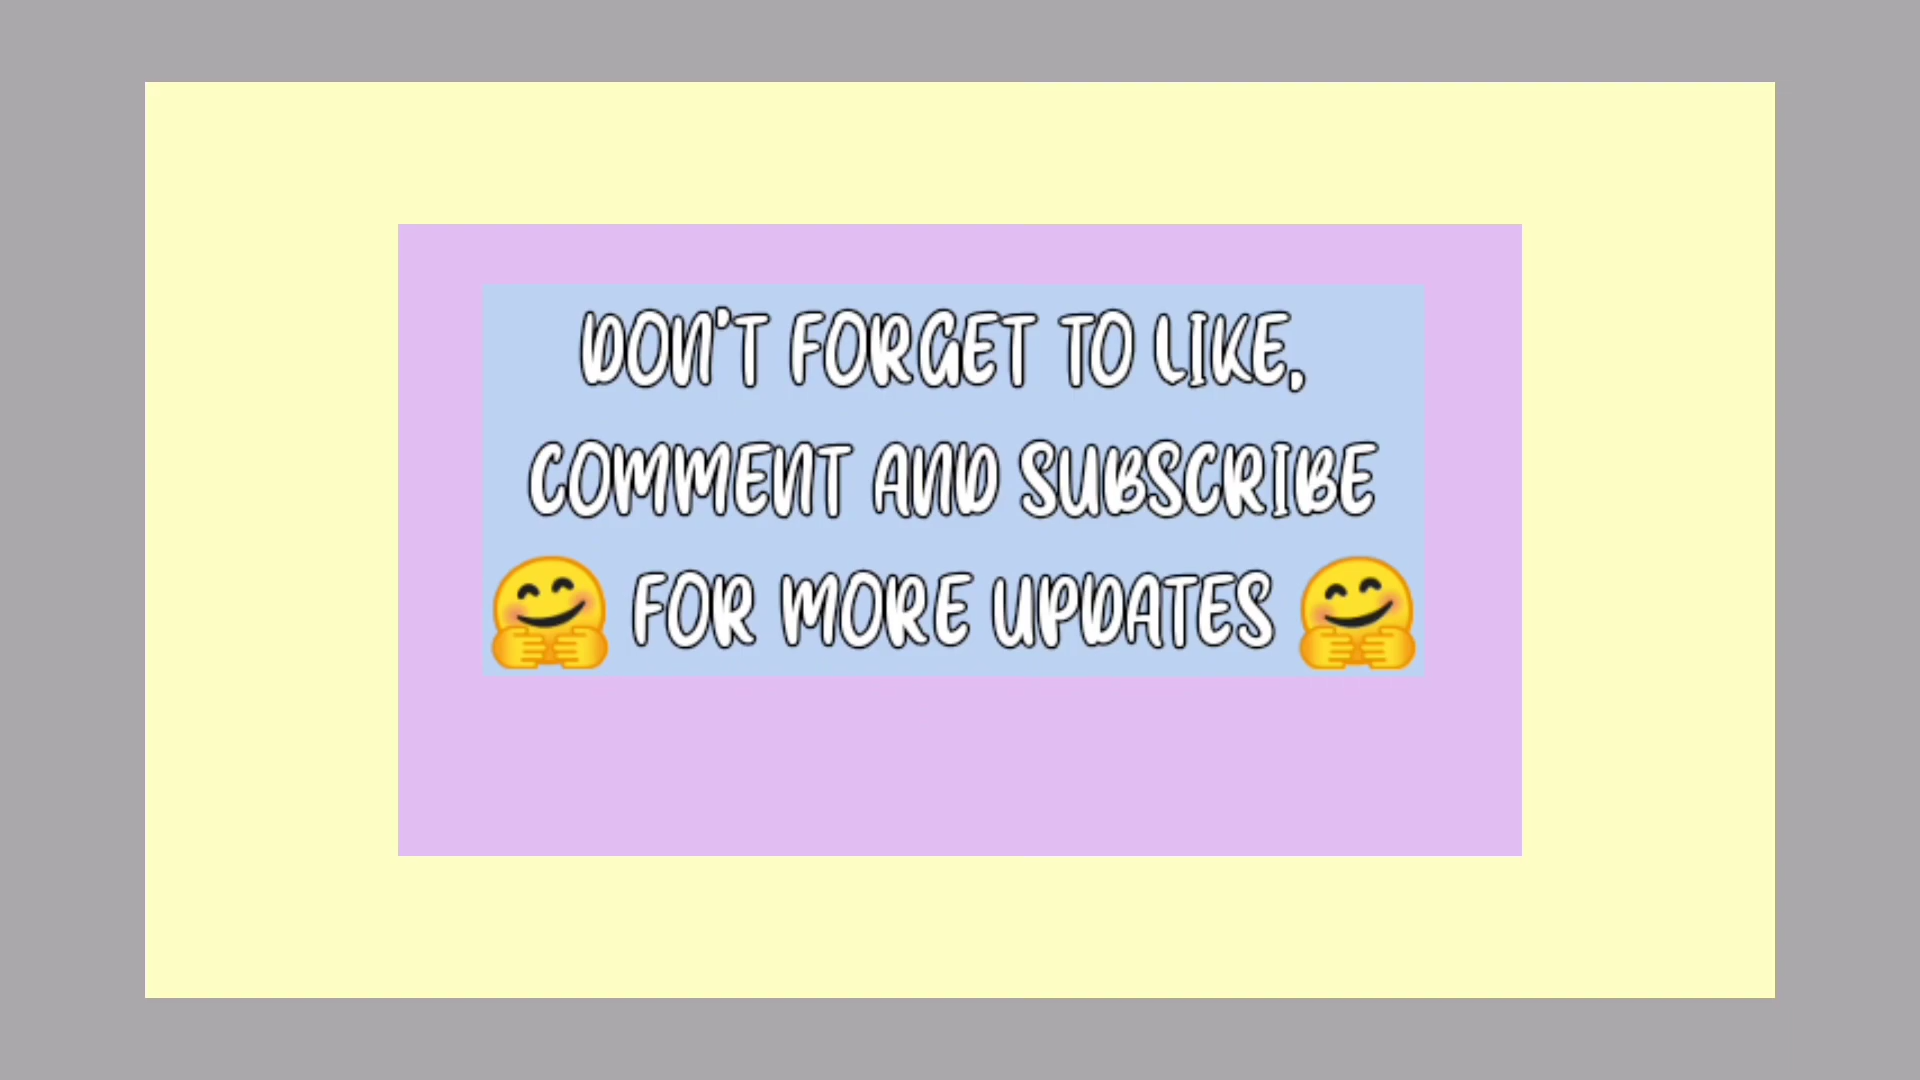 DON'T FORGET TO LIKE,
COMMENT AND SUBSCRIBE
🤗 FOR MORE UPDATES 🤗